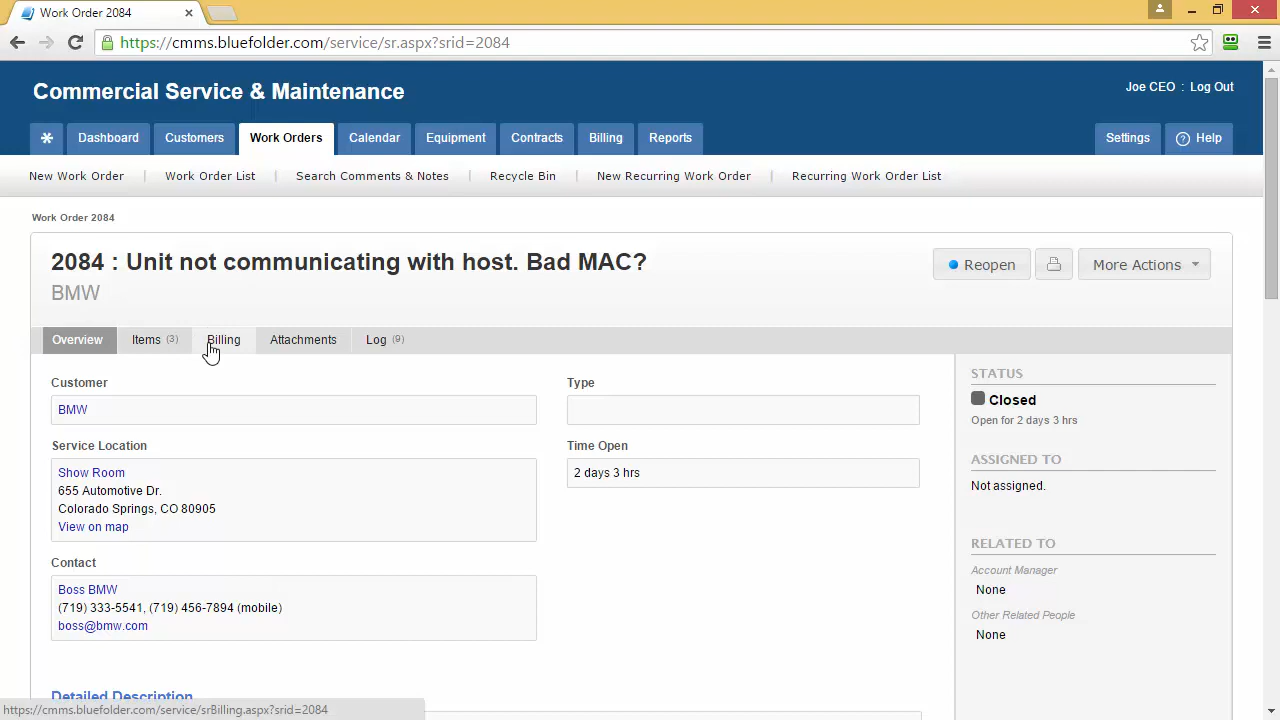 Work Order 2084
https://cmms.bluefolder.com/service/sr.aspx?srid=2084
Commercial Service & Maintenance
Joe CEO : Log Out
Dashboard Customers Work Orders Calendar Equipment Contracts Billing Reports Settings ? Help
New Work Order Work Order List Search Comments & Notes Recycle Bin New Recurring Work Order Recurring Work Order List
Work Order 2084
2084 : Unit not communicating with host. Bad MAC?
BMW
Reopen More Actions
Overview Items (3) Billing Attachments Log (9)
Customer
BMW
Service Location
Show Room
655 Automotive Dr.
Colorado Springs, CO 80905
View on map
Contact
Boss BMW
(719) 333-5541, (719) 456-7894 (mobile)
boss@bmw.com
Detailed Description
Type
Time Open
2 days 3 hrs
STATUS
Closed
Open for 2 days 3 hrs
ASSIGNED TO
Not assigned.
RELATED TO
Account Manager
None
Other Related People
None
https://cmms.bluefolder.com/service/srBilling.aspx?srid=2084